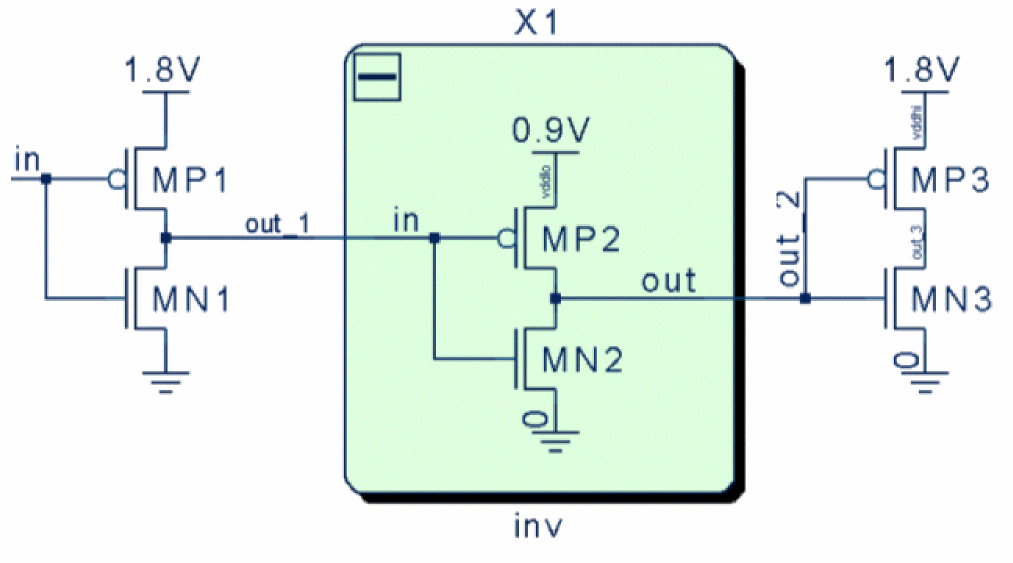 X1
1.8V
in
MP1
MN1
out_1
in
0.9V
vddlo
MP2
out
MN2
0
out_2
1.8V
vddhi
MP3
out_3
MN3
0
inv